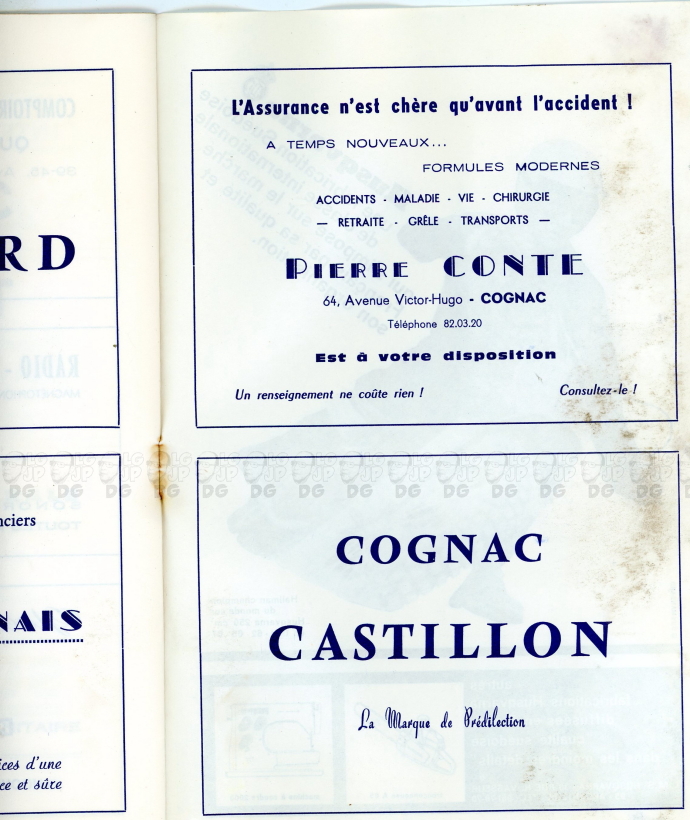 RD
nciers
NAIS
ices d'une
ce et sûre
L'Assurance n'est chère qu'avant l'accident !
A TEMPS NOUVEAUX...
FORMULES MODERNES
ACCIDENTS - MALADIE - VIE - CHIRURGIE
— RETRAITE - GRÊLE - TRANSPORTS —
PIERRE CONTE
64, Avenue Victor-Hugo - COGNAC
Téléphone 82.03.20
Est à votre disposition
Un renseignement ne coûte rien ! Consultez-le !
COGNAC
CASTILLON
La Marque de Prédilection